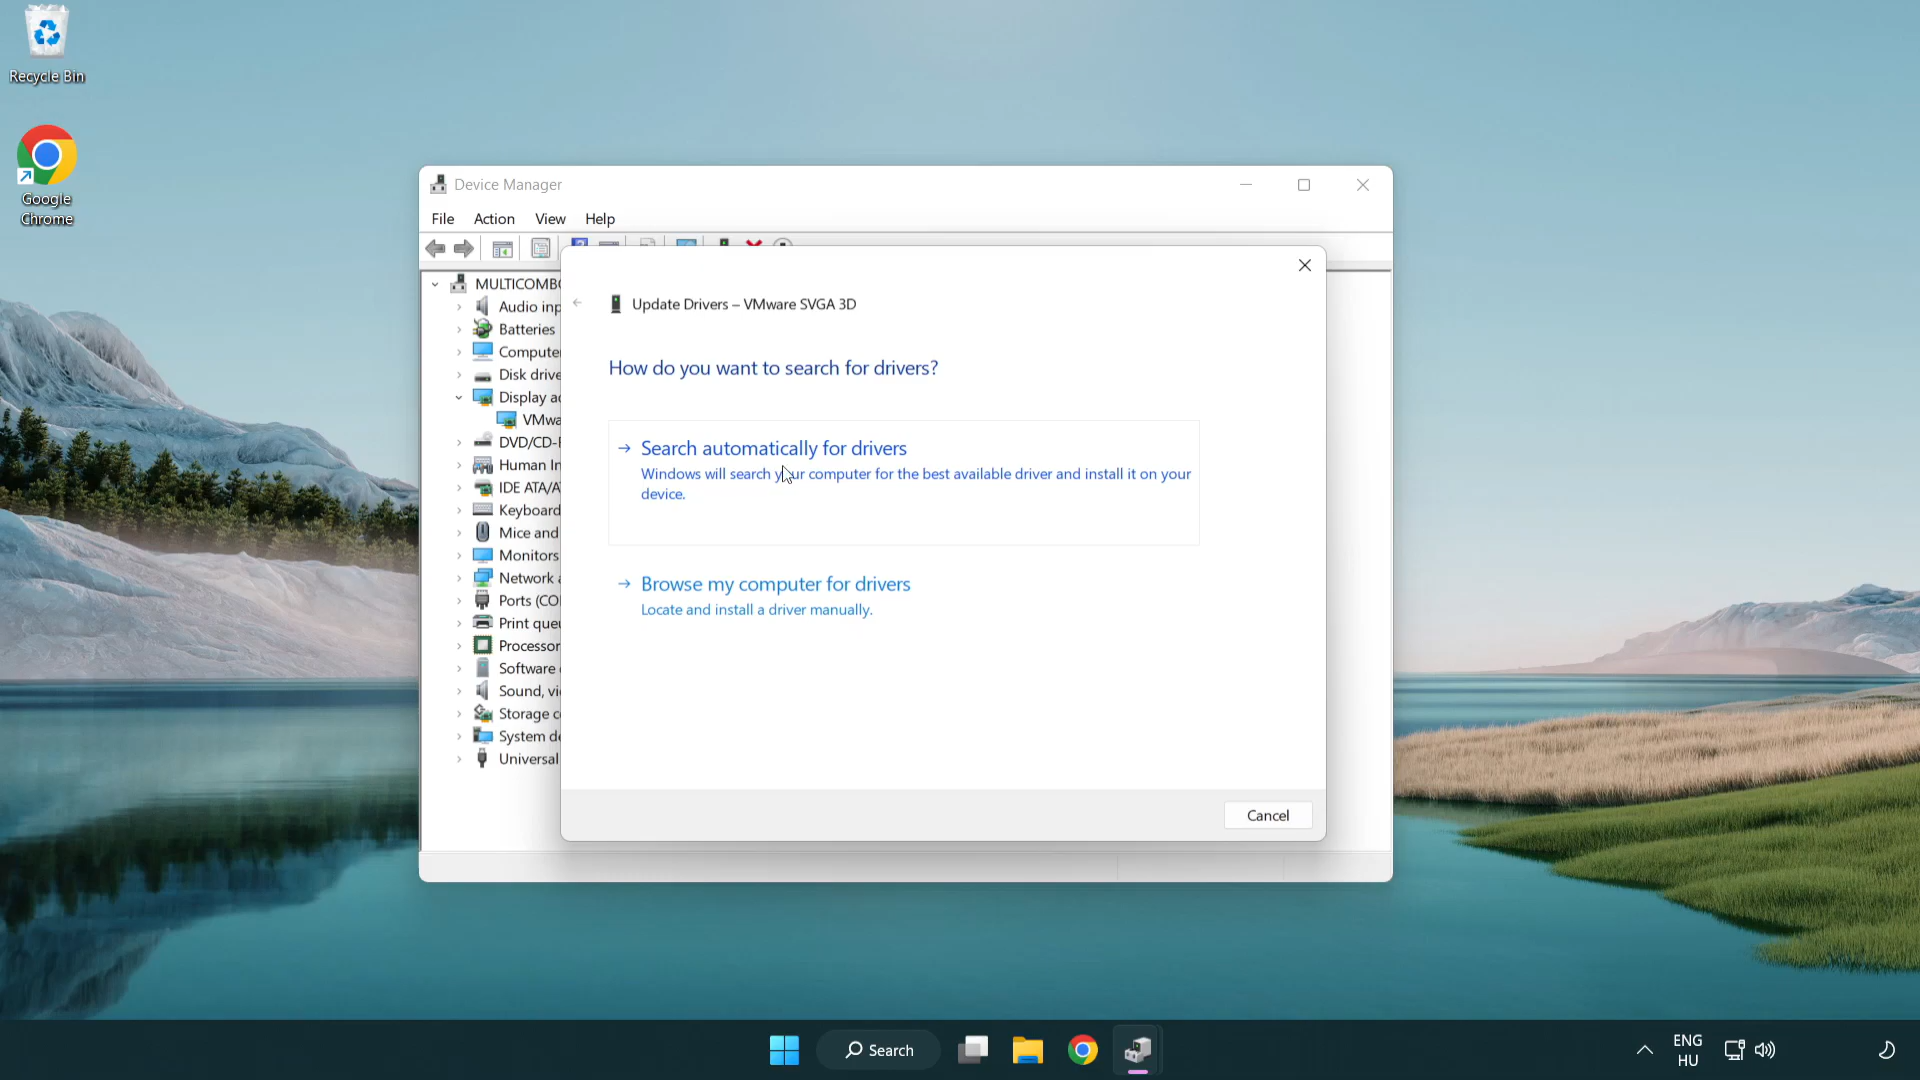 Recycle Bin
Google
Chrome
Device Manager
File Action View Help
MULTICOMBO
Audio inp
Batteries
Compute
Disk drive
Display a
VMwa
DVD/CD-
Human In
IDE ATA/A
Keyboard
Mice and
Monitors
Network a
Ports (CO
Print que
Processor
Software
Sound, vi
Storage c
System de
Universal
Update Drivers – VMware SVGA 3D
How do you want to search for drivers?
Search automatically for drivers
Windows will search your computer for the best available driver and install it on your
device.
Browse my computer for drivers
Locate and install a driver manually.
Cancel
Search
ENG
HU